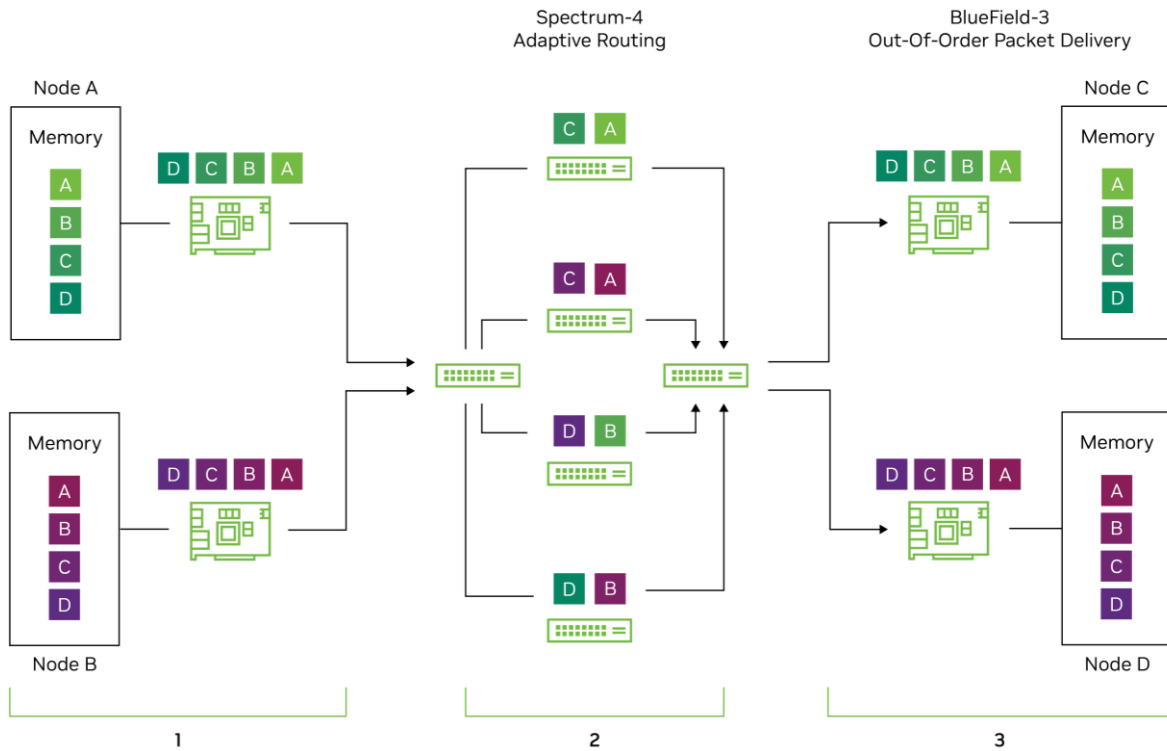 Spectrum-4
Adaptive Routing
BlueField-3
Out-Of-Order Packet Delivery
Node A
Memory
A
B
C
D
D C B A
Node B
Memory
A
B
C
D
D C B A
C A
C A
D B
D B
D C B A
Node C
Memory
A
B
C
D
D C B A
Memory
A
B
C
D
Node D
1
2
3